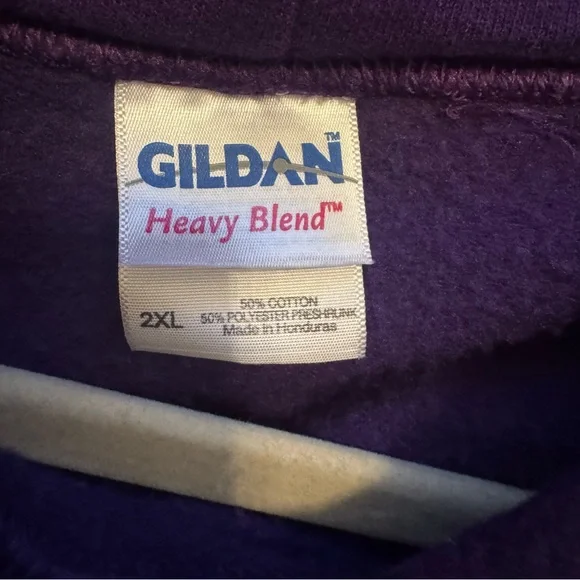 GILDAN™
Heavy Blend™
2XL
50% COTTON
50% POLYESTER PRESHRUNK
Made in Honduras